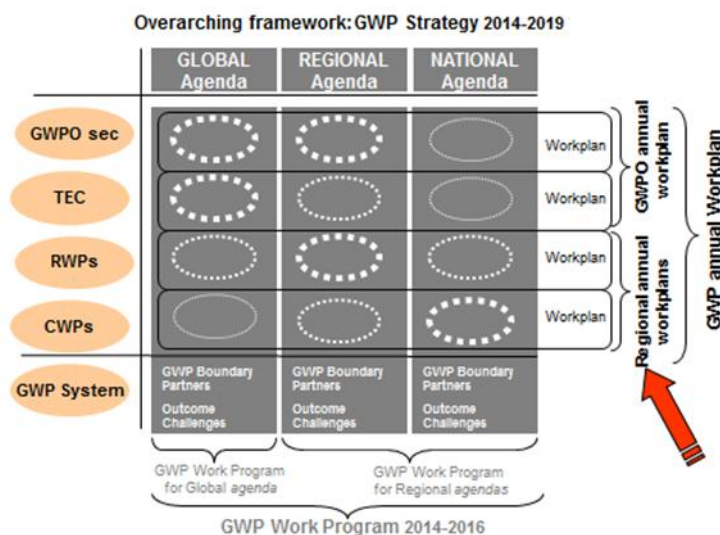 Overarching framework: GWP Strategy 2014-2019
GLOBAL
Agenda
REGIONAL
Agenda
NATIONAL
Agenda
GWPO sec
Workplan
TEC
Workplan
RWPs
Workplan
CWPs
Workplan
GWPO annual
workplan
Regional annual
workplans
GWP annual Workplan
GWP System
GWP Boundary
Partners
Outcome
Challenges
GWP Boundary
Partners
Outcome
Challenges
GWP Boundary
Partners
Outcome
Challenges
GWP Work Program
for Global agenda
GWP Work Program
for Regional agendas
GWP Work Program 2014-2016